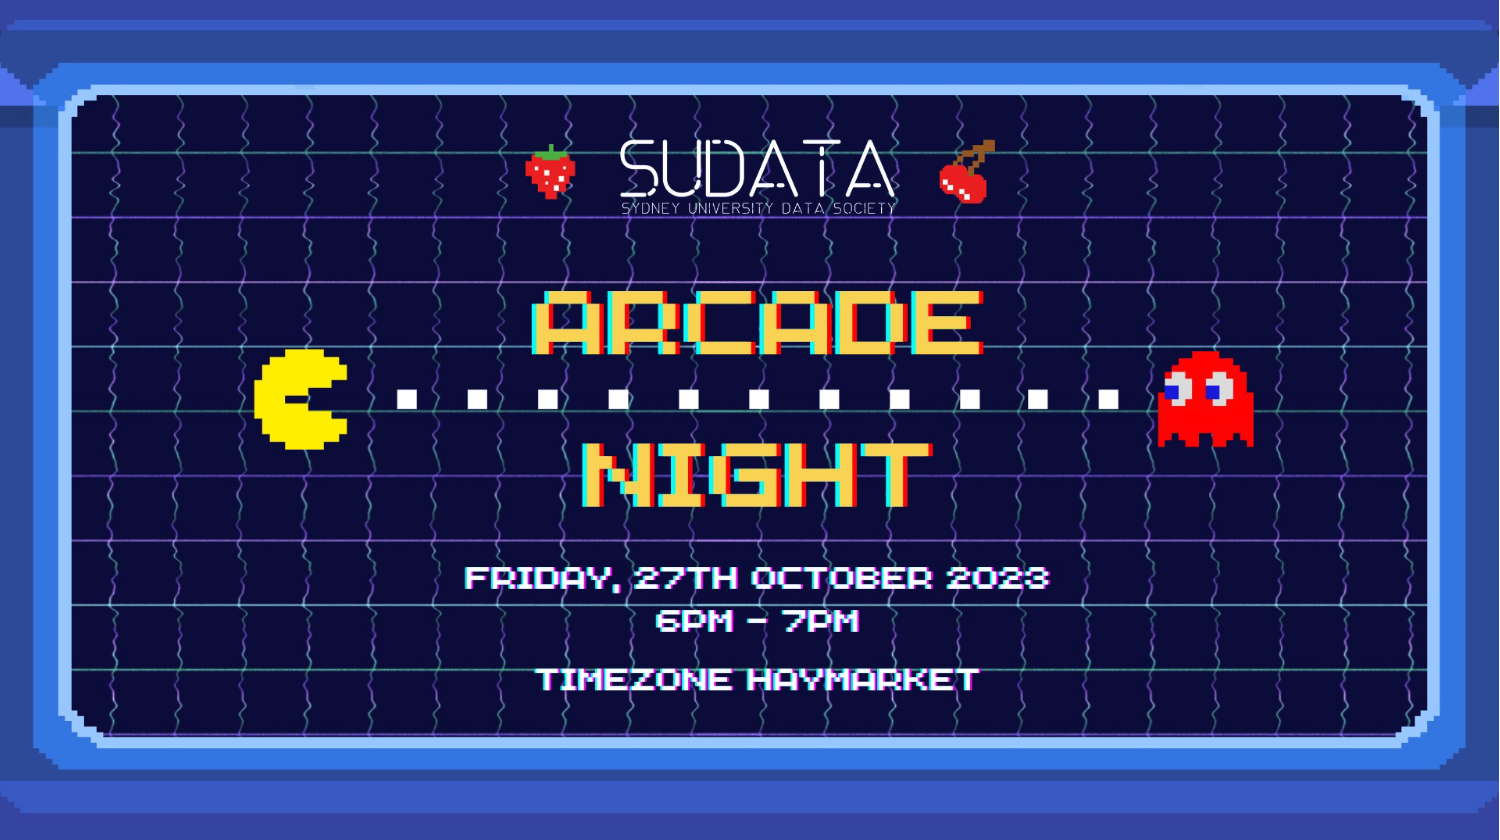 SUDATA
SYDNEY UNIVERSITY DATA SOCIETY
ARCADE
NIGHT
FRIDAY, 27TH OCTOBER 2023
6PM - 7PM
TIMEZONE HAYMARKET